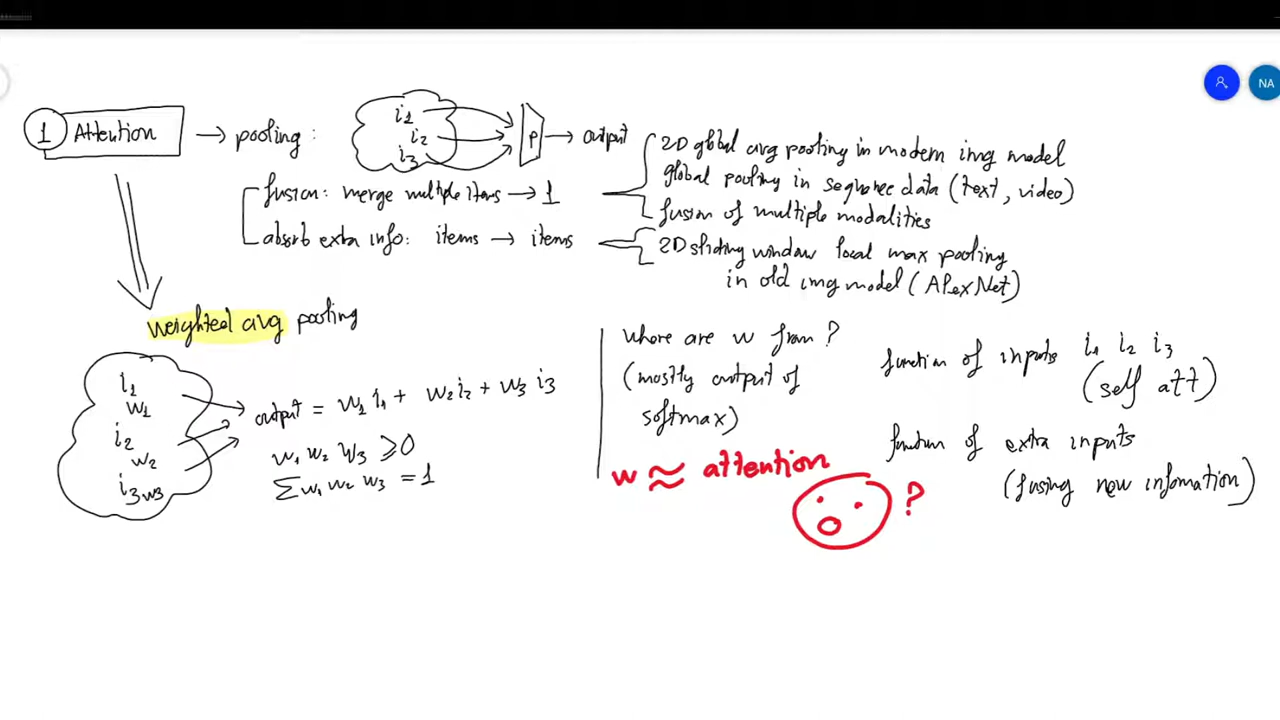 1 Attention → pooling: i1 i2 i3 P → output
2D global avg pooling in modern img model
global pooling in sequence data (text, video)
fusion: merge multiple items → 1
fusion of multiple modalities
absorb extra info: items → items
2D sliding window local max pooling
in old img model (AlexNet)
weighted avg pooling
i1
w1
i2
w2
i3 w3
output = w1 i1 + w2 i2 + w3 i3
w1 w2 w3 ⩾ 0
∑ w1 w2 w3 = 1
where are w from?
(mostly output of
softmax)
w ≈ attention
?
function of inputs i1 i2 i3
(self att)
function of extra inputs
(fusing new infomation)
NA